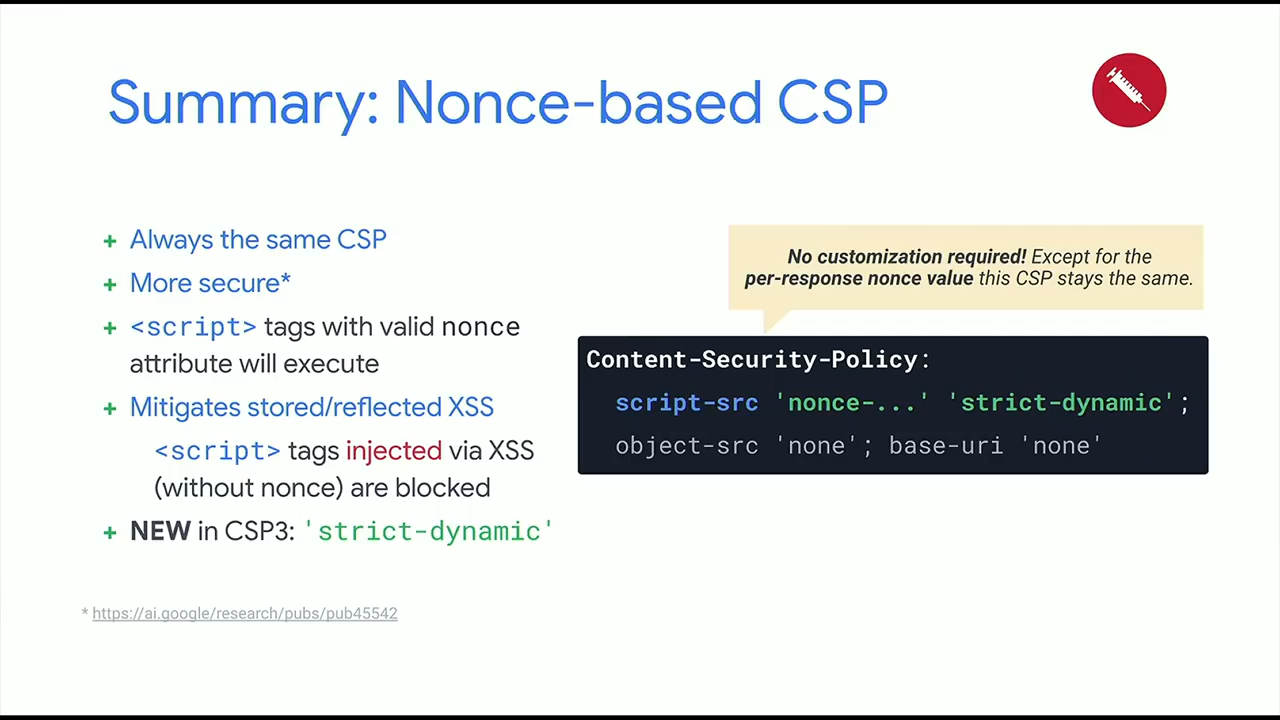 Summary: Nonce-based CSP
+ Always the same CSP
+ More secure*
+ <script> tags with valid nonce
attribute will execute
+ Mitigates stored/reflected XSS
<script> tags injected via XSS
(without nonce) are blocked
+ NEW in CSP3: 'strict-dynamic'
No customization required! Except for the
per-response nonce value this CSP stays the same.
Content-Security-Policy:
script-src 'nonce-...' 'strict-dynamic';
object-src 'none'; base-uri 'none'
* https://ai.google/research/pubs/pub45542